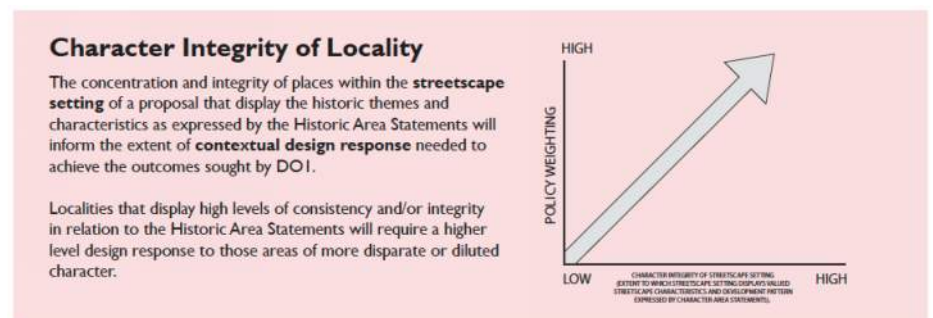 Character Integrity of Locality
The concentration and integrity of places within the streetscape
setting of a proposal that display the historic themes and
characteristics as expressed by the Historic Area Statements will
inform the extent of contextual design response needed to
achieve the outcomes sought by DO1.
Localities that display high levels of consistency and/or integrity
in relation to the Historic Area Statements will require a higher
level design response to those areas of more disparate or diluted
character.
HIGH
POLICY WEIGHTING
LOW
CHARACTER INTEGRITY OF STREETSCAPE SETTING
(EXTENT TO WHICH STREETSCAPE SETTING DISPLAYS VALUED
STREETSCAPE CHARACTERISTICS AND DEVELOPMENT PATTERN
EXPRESSED BY CHARACTER AREA STATEMENTS).
HIGH